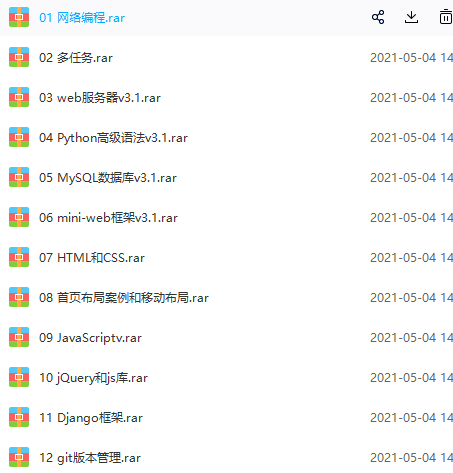 01 网络编程.rar
02 多任务.rar 2021-05-04 14
03 web服务器v3.1.rar 2021-05-04 14
04 Python高级语法v3.1.rar 2021-05-04 14
05 MySQL数据库v3.1.rar 2021-05-04 14
06 mini-web框架v3.1.rar 2021-05-04 14
07 HTML和CSS.rar 2021-05-04 14
08 首页布局案例和移动布局.rar 2021-05-04 14
09 JavaScriptv.rar 2021-05-04 14
10 jQuery和js库.rar 2021-05-04 14
11 Django框架.rar 2021-05-04 14
12 git版本管理.rar 2021-05-04 14